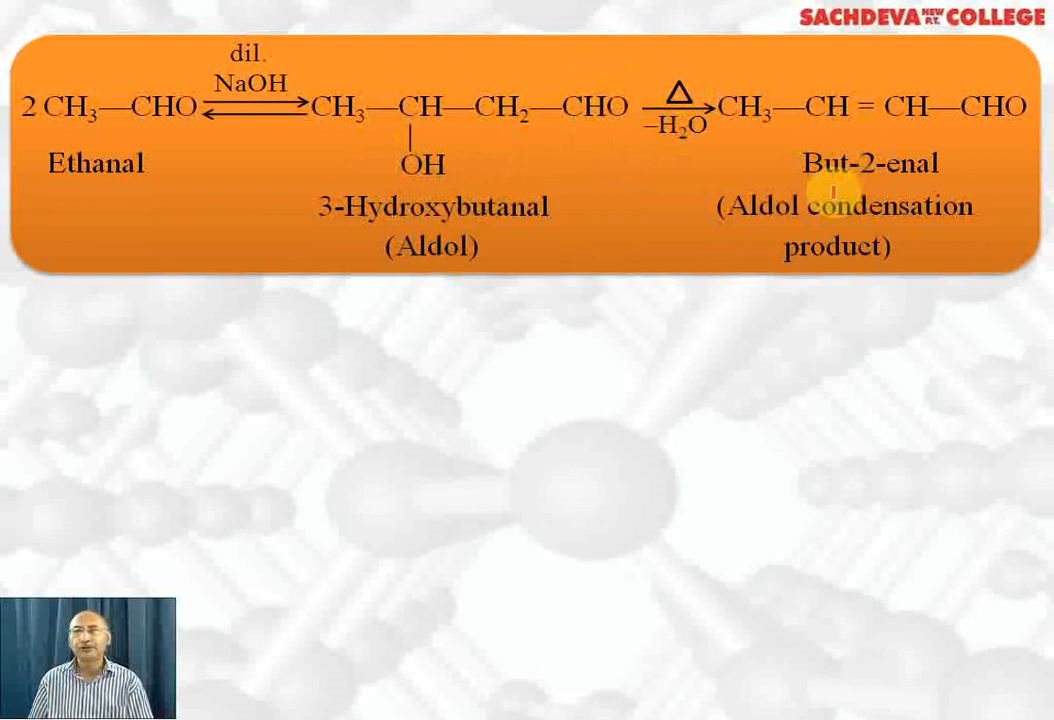 SACHDEVA NEW P.T. COLLEGE
dil.
NaOH
2 CH₃—CHO ⇌ CH₃—CH—CH₂—CHO →Δ CH₃—CH = CH—CHO
–H₂O
|
OH
Ethanal
But-2-enal
3-Hydroxybutanal
(Aldol condensation
(Aldol)
product)